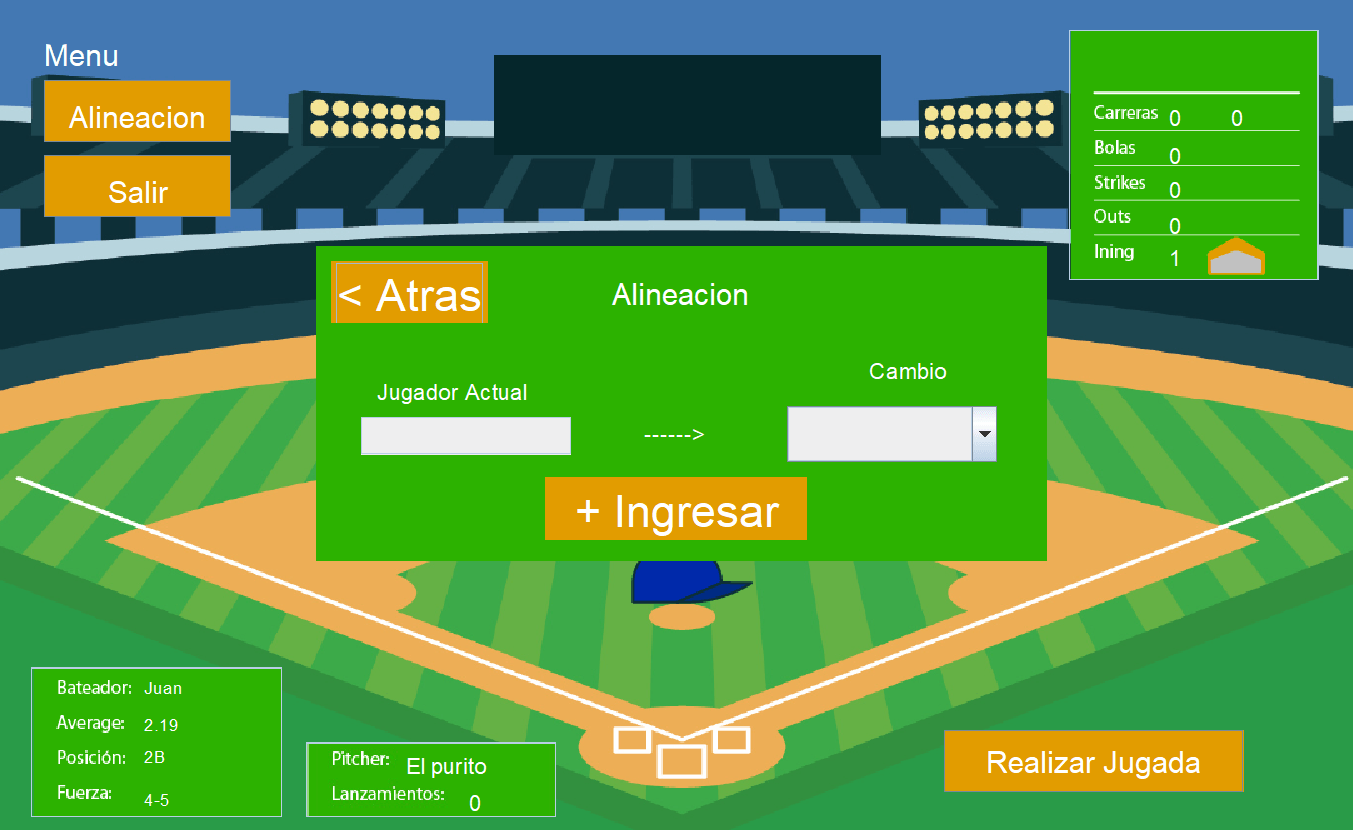 Menu
Alineacion
Salir
Carreras 0 0
Bolas 0
Strikes 0
Outs 0
Ining 1
< Atras
Alineacion
Jugador Actual
Cambio
------>
+ Ingresar
Bateador: Juan
Average: 2.19
Posición: 2B
Fuerza: 4-5
Pitcher: El purito
Lanzamientos: 0
Realizar Jugada